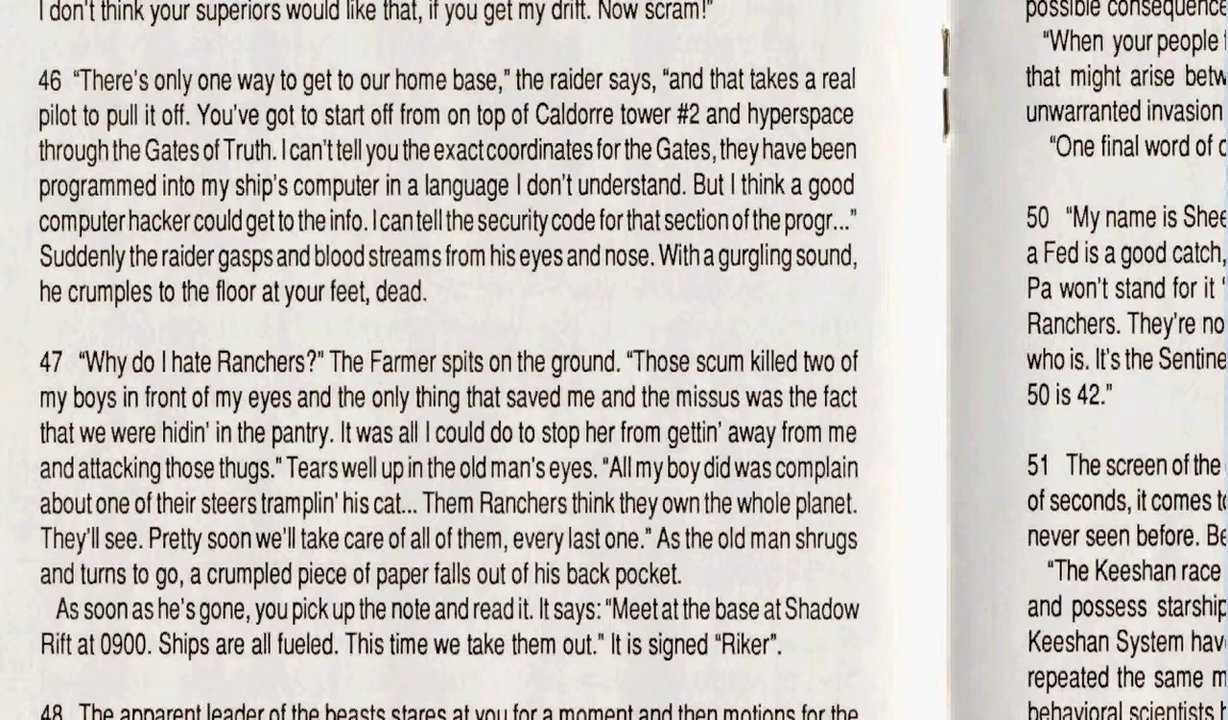 I don't think your superiors would like that, if you get my drift. Now scram!"
46 "There's only one way to get to our home base," the raider says, "and that takes a real
pilot to pull it off. You've got to start off from on top of Caldorre tower #2 and hyperspace
through the Gates of Truth. I can't tell you the exact coordinates for the Gates, they have been
programmed into my ship's computer in a language I don't understand. But I think a good
computer hacker could get to the info. I can tell the security code for that section of the progr..."
Suddenly the raider gasps and blood streams from his eyes and nose. With a gurgling sound,
he crumples to the floor at your feet, dead.
47 "Why do I hate Ranchers?" The Farmer spits on the ground. "Those scum killed two of
my boys in front of my eyes and the only thing that saved me and the missus was the fact
that we were hidin' in the pantry. It was all I could do to stop her from gettin' away from me
and attacking those thugs." Tears well up in the old man's eyes. "All my boy did was complain
about one of their steers tramplin' his cat... Them Ranchers think they own the whole planet.
They'll see. Pretty soon we'll take care of all of them, every last one." As the old man shrugs
and turns to go, a crumpled piece of paper falls out of his back pocket.
As soon as he's gone, you pick up the note and read it. It says: "Meet at the base at Shadow
Rift at 0900. Ships are all fueled. This time we take them out." It is signed "Riker".
48 The apparent leader of the beasts stares at you for a moment and then motions for the
possible consequence
"When your people
that might arise betw
unwarranted invasion
"One final word of
50 "My name is Shee
a Fed is a good catch,
Pa won't stand for it
Ranchers. They're no
who is. It's the Sentine
50 is 42."
51 The screen of the
of seconds, it comes
never seen before. Be
"The Keeshan race
and possess starship
Keeshan System hav
repeated the same m
behavioral scientists